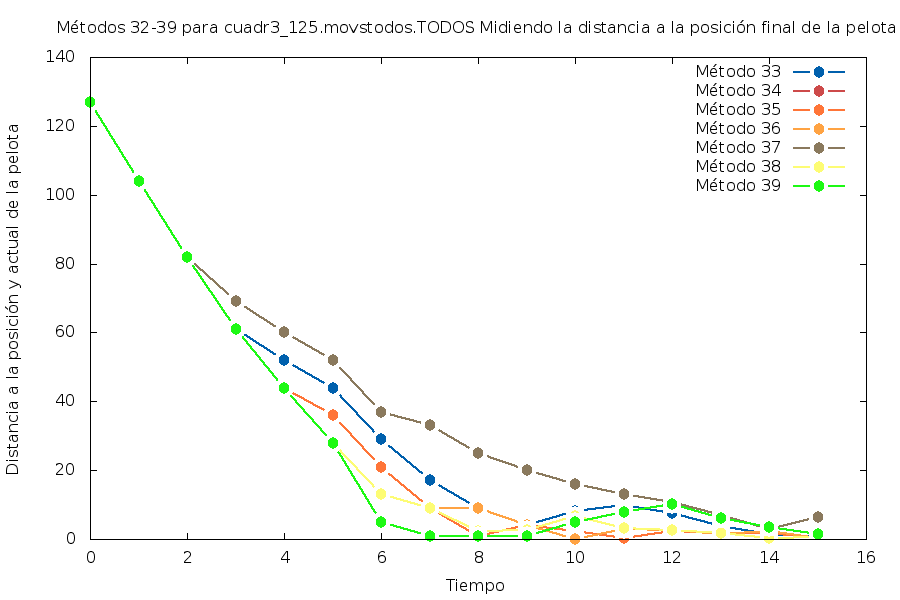 Métodos 32-39 para cuadr3_125.movstodos.TODOS Midiendo la distancia a la posición final de la pelota
140
120
100
80
60
40
20
0
0 2 4 6 8 10 12 14 16
Distancia a la posición y actual de la pelota
Tiempo
Método 33
Método 34
Método 35
Método 36
Método 37
Método 38
Método 39